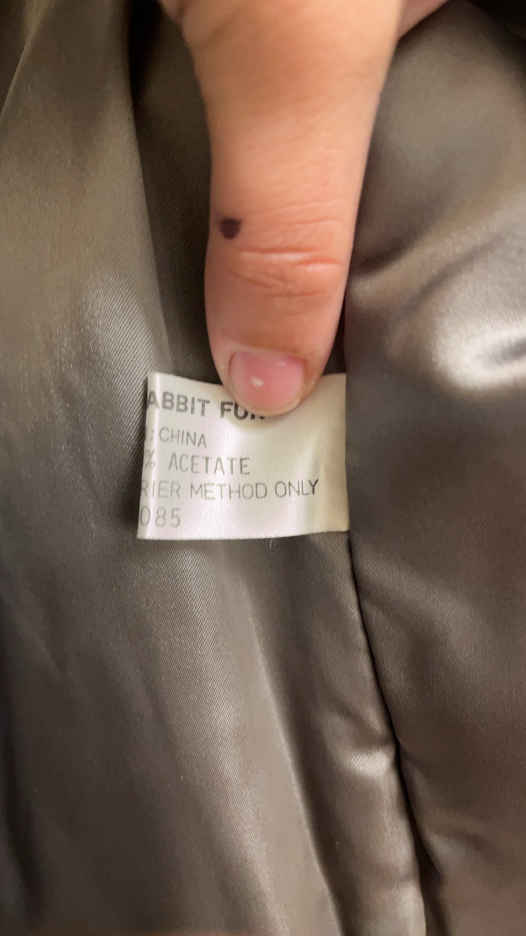 ABBIT FUR
: CHINA
% ACETATE
RIER METHOD ONLY
085